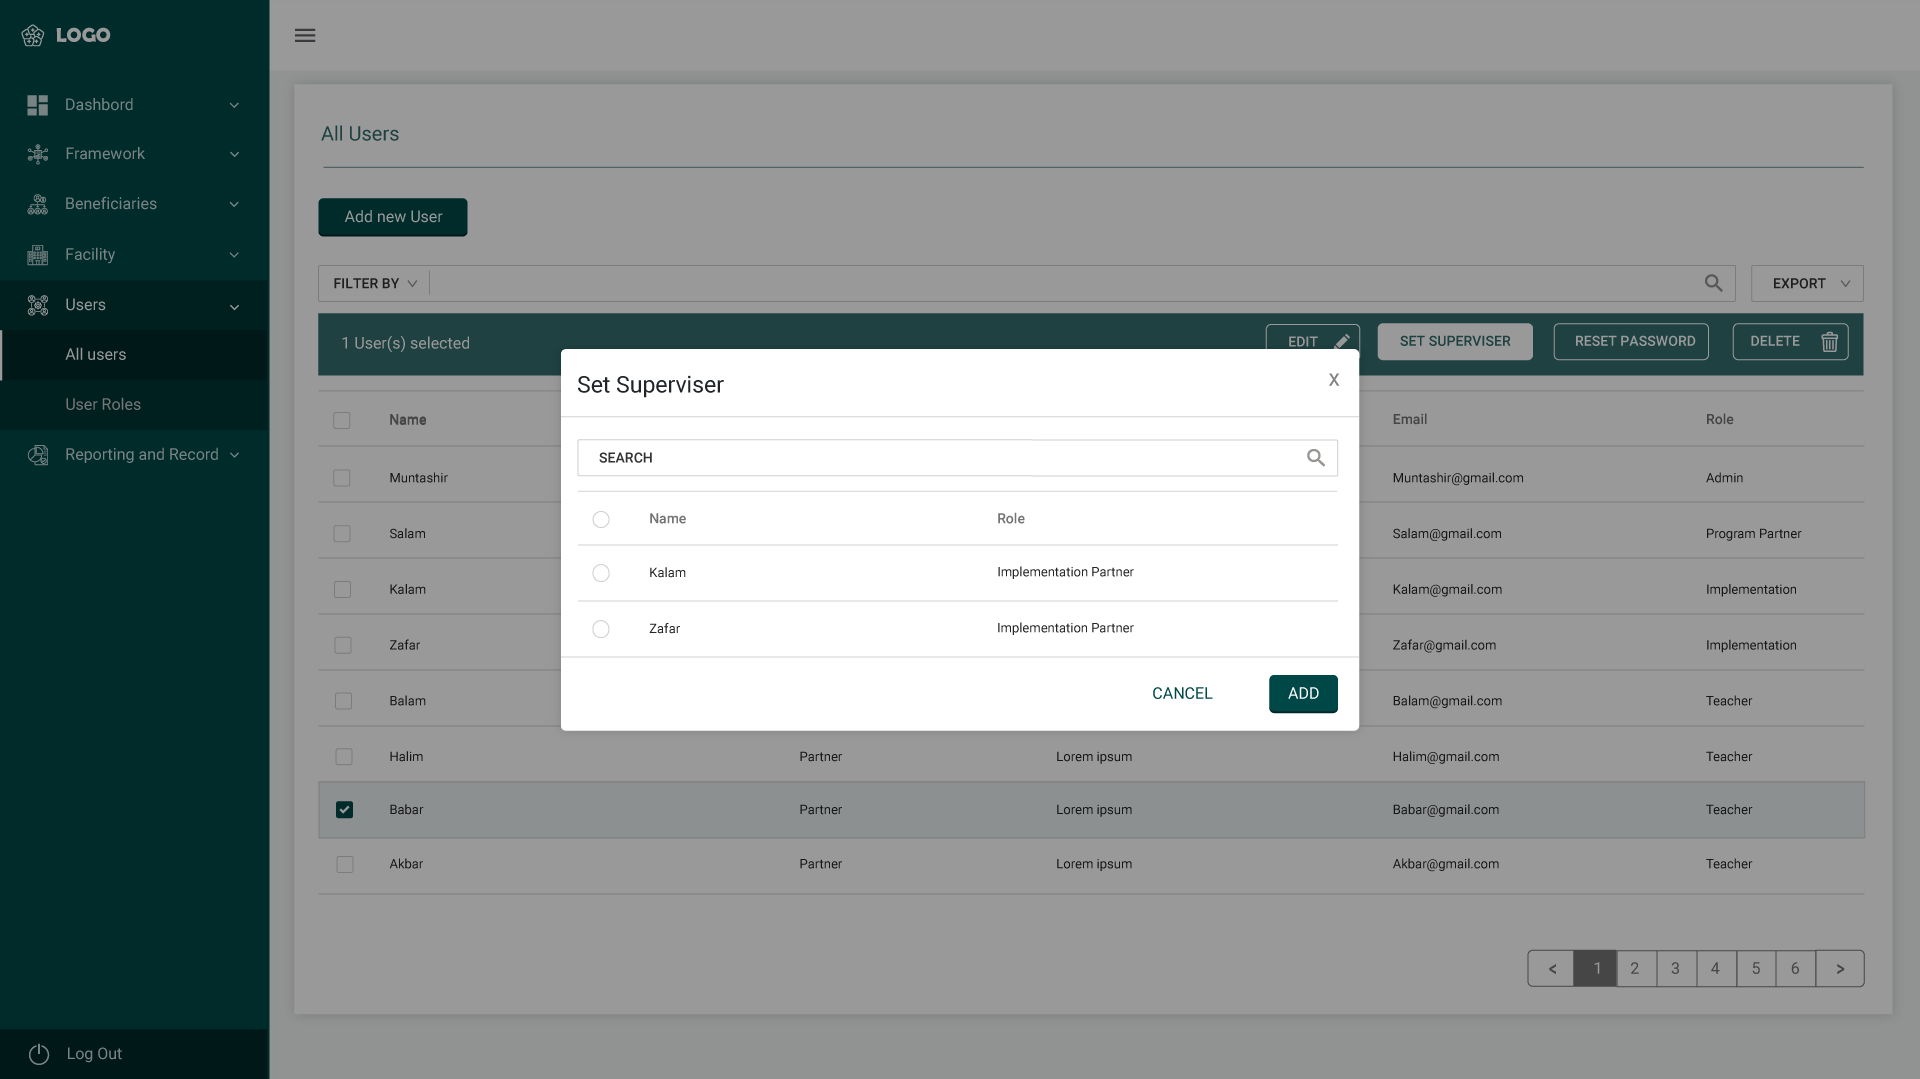 LOGO
Dashbord
Framework
Beneficiaries
Facility
Users
All users
User Roles
Reporting and Record
Log Out
All Users
Add new User
FILTER BY
EXPORT
1 User(s) selected
EDIT
SET SUPERVISER
RESET PASSWORD
DELETE
Name Email Role
Muntashir Muntashir@gmail.com Admin
Salam Salam@gmail.com Program Partner
Kalam Kalam@gmail.com Implementation
Zafar Zafar@gmail.com Implementation
Balam Balam@gmail.com Teacher
Halim Partner Lorem ipsum Halim@gmail.com Teacher
Babar Partner Lorem ipsum Babar@gmail.com Teacher
Akbar Partner Lorem ipsum Akbar@gmail.com Teacher
< 1 2 3 4 5 6 >
Set Superviser X
SEARCH
Name Role
Kalam Implementation Partner
Zafar Implementation Partner
CANCEL ADD